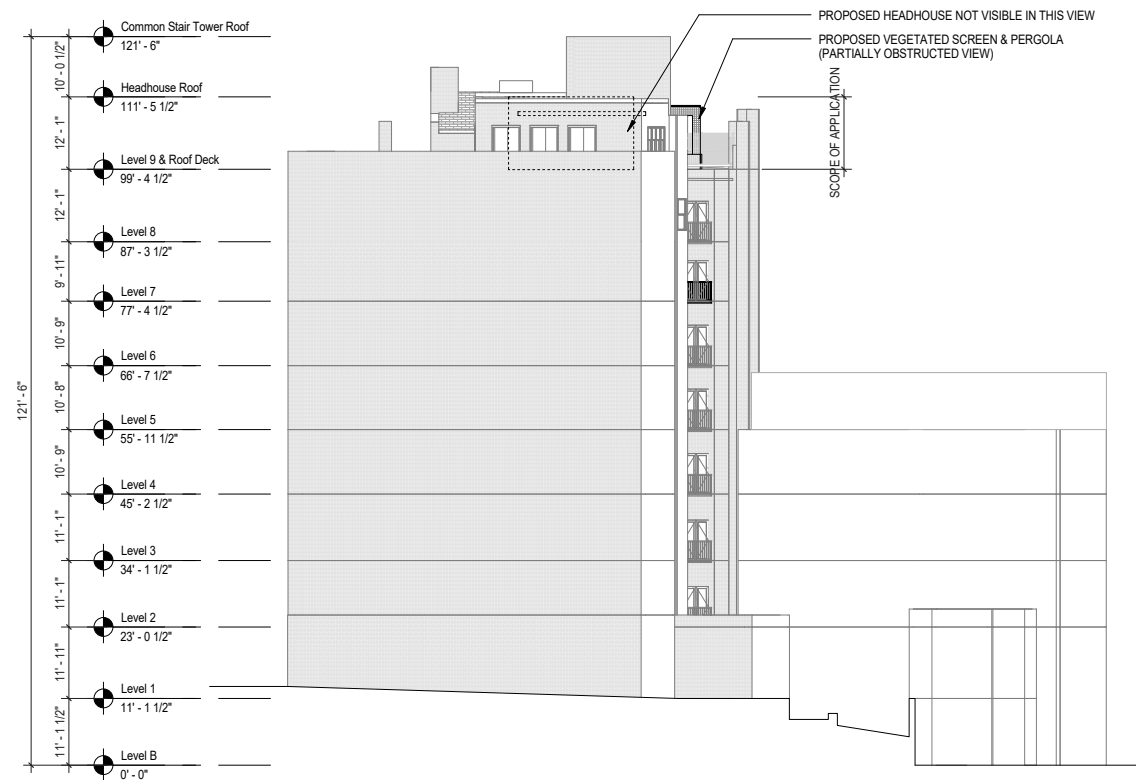 PROPOSED HEADHOUSE NOT VISIBLE IN THIS VIEW
PROPOSED VEGETATED SCREEN & PERGOLA
(PARTIALLY OBSTRUCTED VIEW)
SCOPE OF APPLICATION
Common Stair Tower Roof
121' - 6"
10' - 0 1/2"
Headhouse Roof
111' - 5 1/2"
12' - 1"
Level 9 & Roof Deck
99' - 4 1/2"
12' - 1"
Level 8
87' - 3 1/2"
9' - 11"
Level 7
77' - 4 1/2"
10' - 9"
Level 6
66' - 7 1/2"
10' - 8"
Level 5
55' - 11 1/2"
10' - 9"
Level 4
45' - 2 1/2"
11' - 1"
Level 3
34' - 1 1/2"
11' - 1"
Level 2
23' - 0 1/2"
11' - 11"
Level 1
11' - 1 1/2"
11' - 1 1/2"
Level B
0' - 0"
121' - 6"